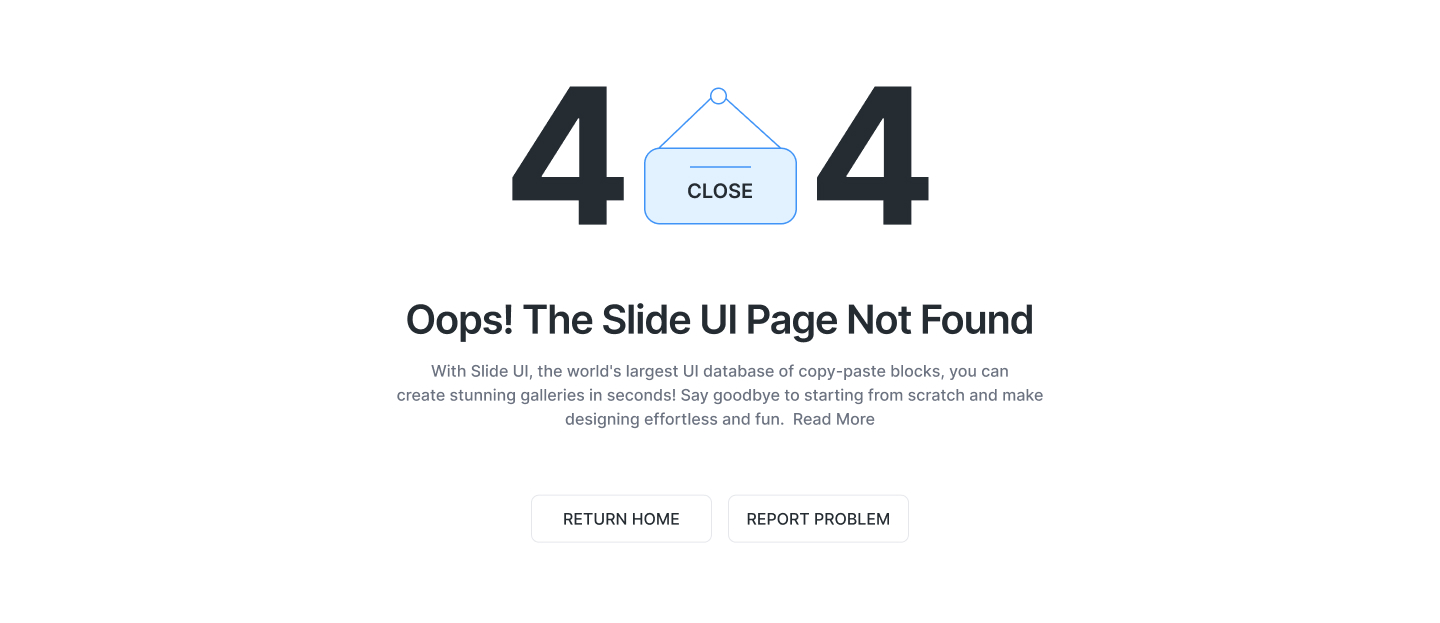 4 CLOSE 4
Oops! The Slide UI Page Not Found
With Slide UI, the world's largest UI database of copy-paste blocks, you can
create stunning galleries in seconds! Say goodbye to starting from scratch and make
designing effortless and fun.  Read More
RETURN HOME REPORT PROBLEM